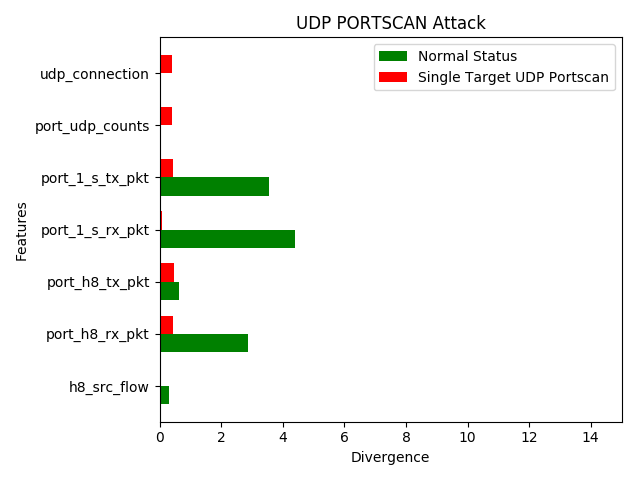 UDP PORTSCAN Attack
Normal Status
Single Target UDP Portscan
udp_connection
port_udp_counts
port_1_s_tx_pkt
port_1_s_rx_pkt
port_h8_tx_pkt
port_h8_rx_pkt
h8_src_flow
Features
0 2 4 6 8 10 12 14
Divergence